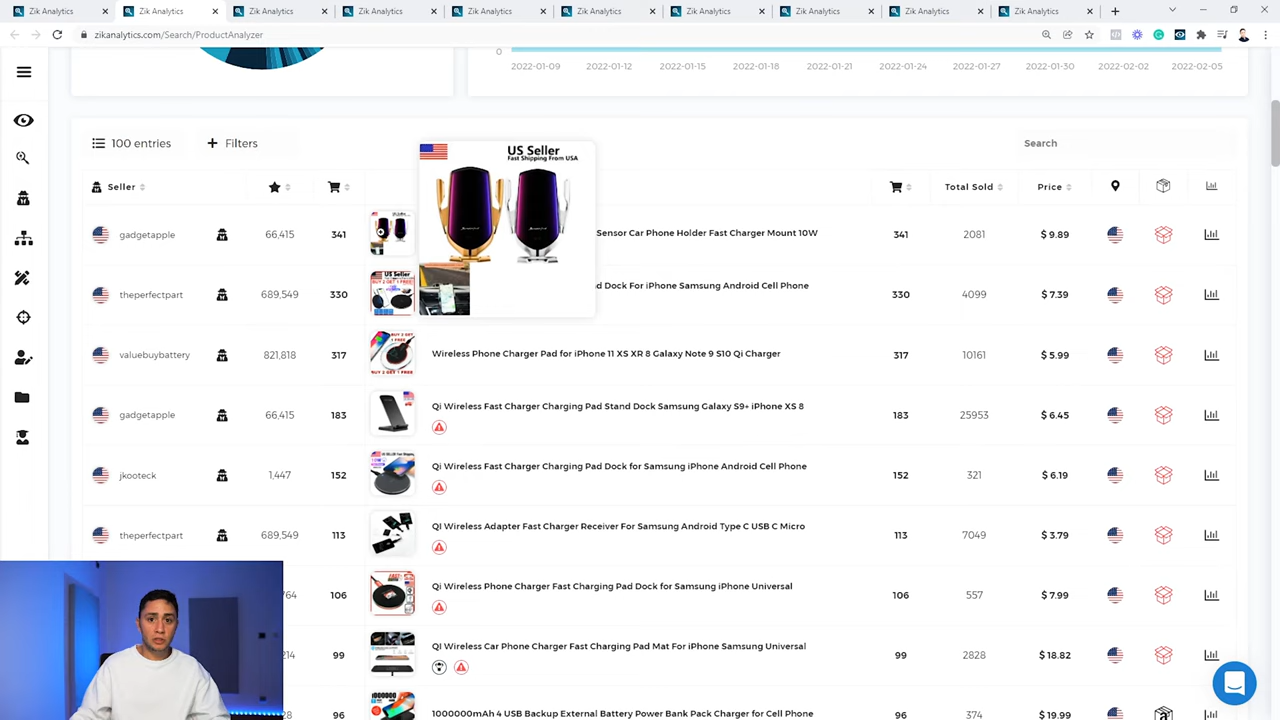 Zik Analytics
Zik Analytics
Zik Analytics
Zik Analytics
Zik Analytics
Zik Analytics
Zik Analytics
Zik Analytics
Zik Analytics
Zik Analytics
zikanalytics.com/Search/ProductAnalyzer
0
2022-01-09 2022-01-12 2022-01-15 2022-01-18 2022-01-21 2022-01-24 2022-01-27 2022-01-30 2022-02-02 2022-02-05
100 entries
Filters
Search
US Seller
Fast Shipping From USA
Seller
Total Sold
Price
gadgetapple 66,415 341 Sensor Car Phone Holder Fast Charger Mount 10W 341 2081 $ 9.89
theperfectpart 689,549 330 d Dock For iPhone Samsung Android Cell Phone 330 4099 $ 7.39
valuebuybattery 821,818 317 Wireless Phone Charger Pad for iPhone 11 XS XR 8 Galaxy Note 9 S10 Qi Charger 317 10161 $ 5.99
gadgetapple 66,415 183 Qi Wireless Fast Charger Charging Pad Stand Dock Samsung Galaxy S9+ iPhone XS 8 183 25953 $ 6.45
jkooteck 1,447 152 Qi Wireless Fast Charger Charging Pad Dock for Samsung iPhone Android Cell Phone 152 321 $ 6.19
theperfectpart 689,549 113 QI Wireless Adapter Fast Charger Receiver For Samsung Android Type C USB C Micro 113 7049 $ 3.79
764 106 Qi Wireless Phone Charger Fast Charging Pad Dock for Samsung iPhone Universal 106 557 $ 7.99
214 99 QI Wireless Car Phone Charger Fast Charging Pad Mat For iPhone Samsung Universal 99 2828 $ 18.82
28 96 1000000mAh 4 USB Backup External Battery Power Bank Pack Charger for Cell Phone 96 374 $ 19.99